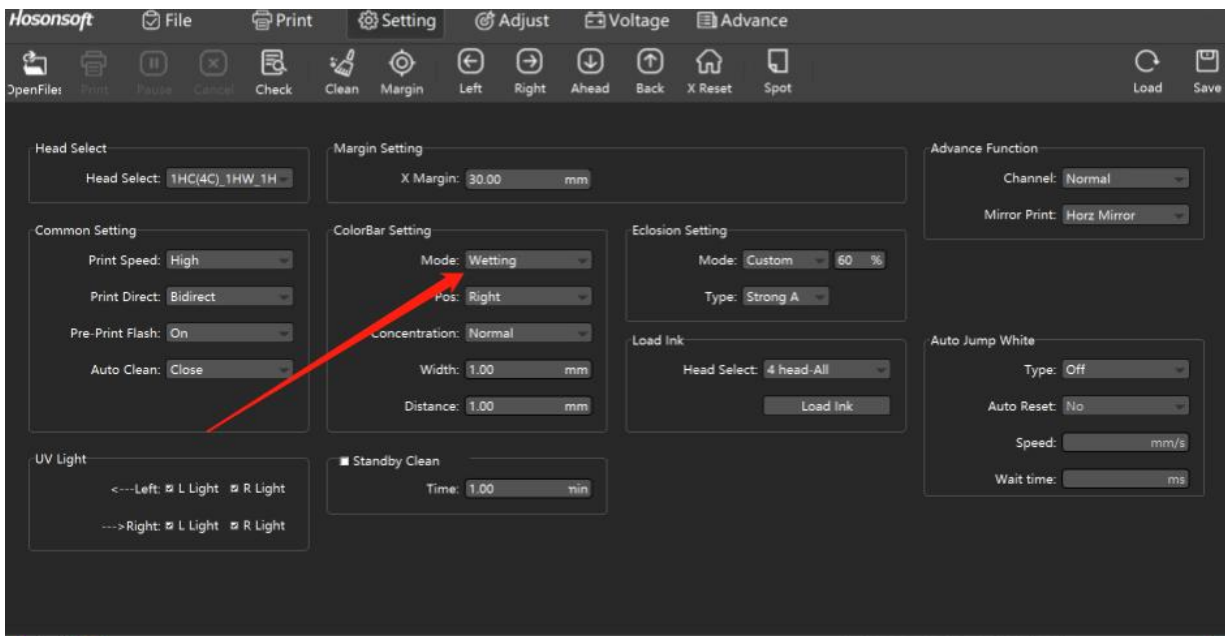 Hosonsoft File Print Setting Adjust Voltage Advance
OpenFiles Print Pause Cancel Check Clean Margin Left Right Ahead Back X Reset Spot Load Save
Head Select
Head Select: 1HC(4C)_1HW_1H
Margin Setting
X Margin: 30.00 mm
Advance Function
Channel: Normal
Mirror Print: Horz Mirror
Common Setting
Print Speed: High
Print Direct: Bidirect
Pre-Print Flash: On
Auto Clean: Close
ColorBar Setting
Mode: Wetting
Pos: Right
Concentration: Normal
Width: 1.00 mm
Distance: 1.00 mm
Eclosion Setting
Mode: Custom 60 %
Type: Strong A
Load Ink
Head Select: 4 head-All
Load Ink
Auto Jump White
Type: Off
Auto Reset: No
Speed: mm/s
Wait time: ms
UV Light
<---Left: L Light R Light
--->Right: L Light R Light
Standby Clean
Time: 1.00 min